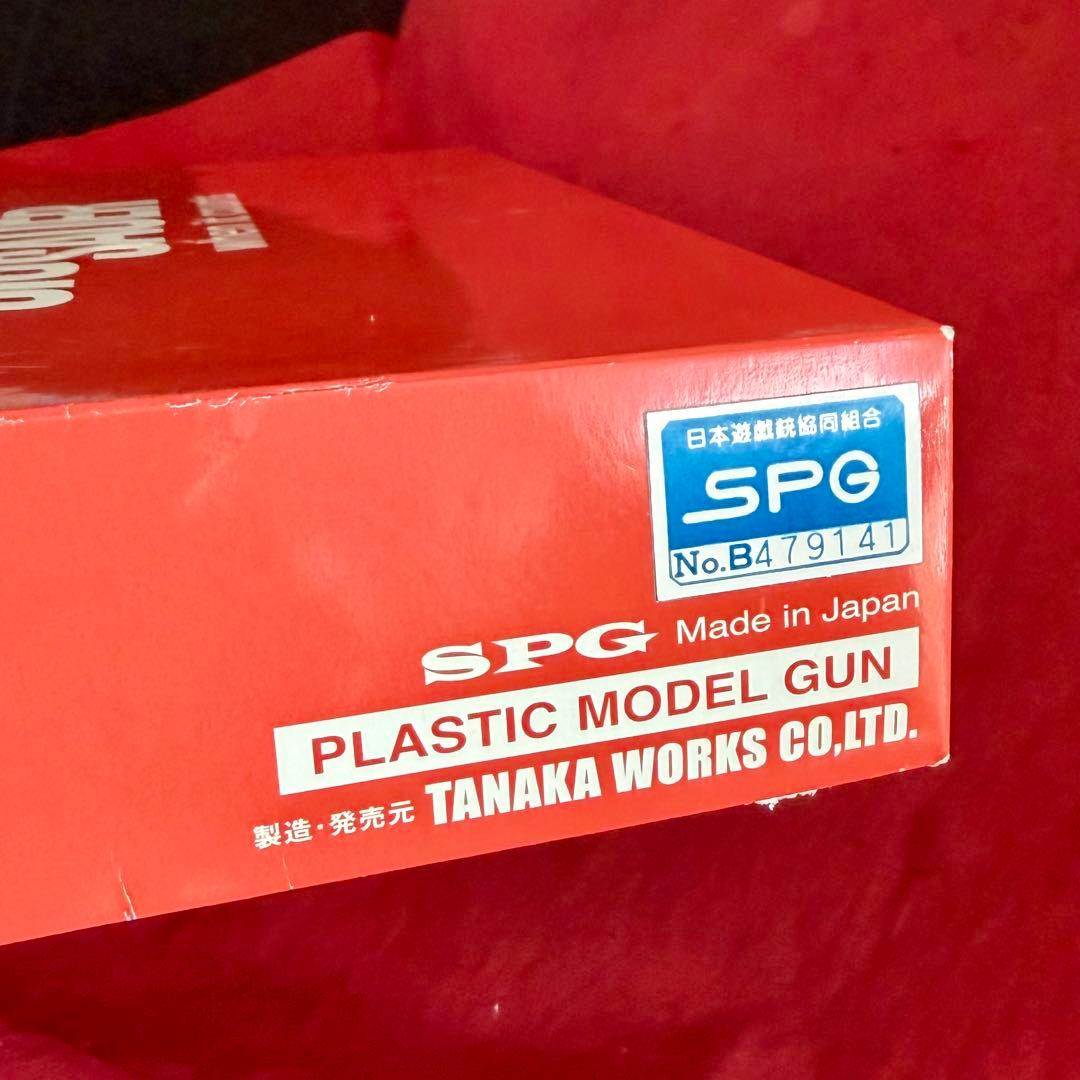 日本遊戯銃協同組合
SPG
No.B479141
SPG Made in Japan
PLASTIC MODEL GUN
製造・発売元 TANAKA WORKS CO,LTD.